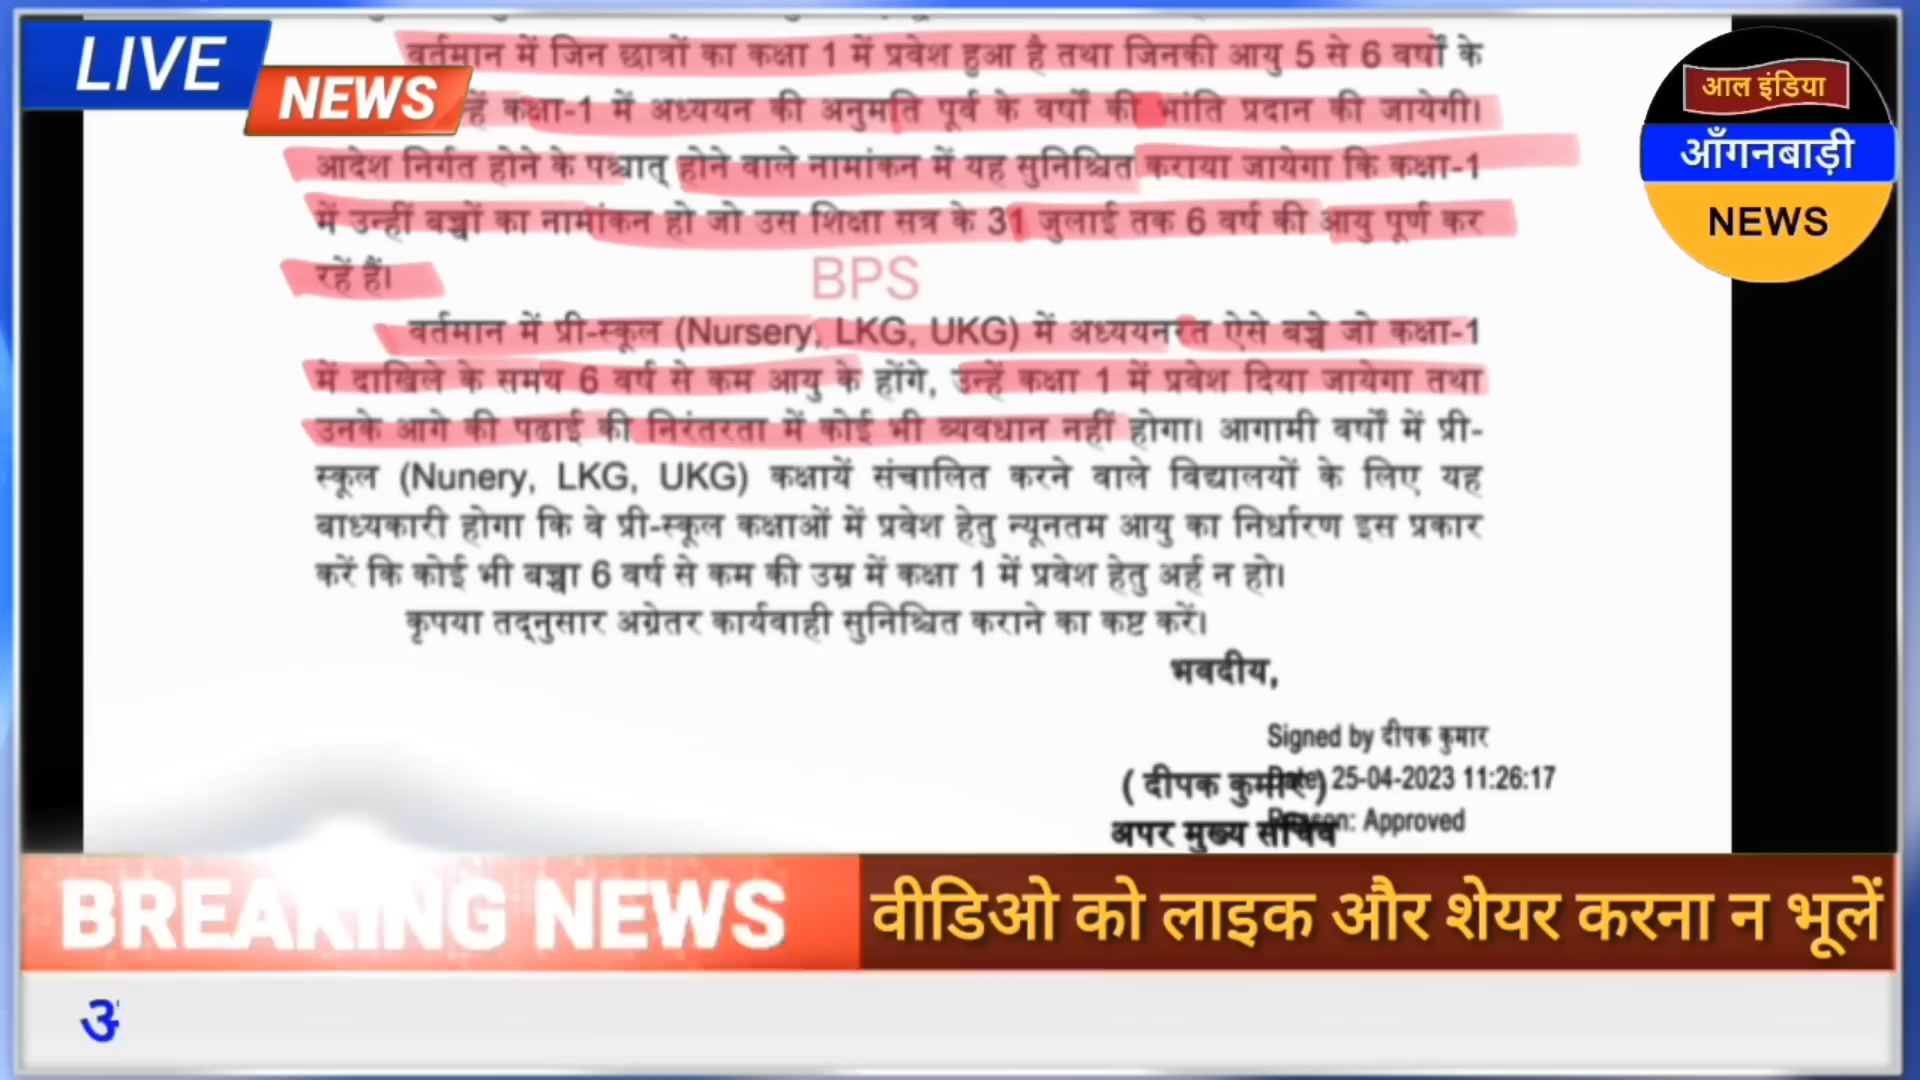 LIVE
NEWS
आल इंडिया
आँगनबाड़ी
NEWS
वर्तमान में जिन छात्रों का कक्षा 1 में प्रवेश हुआ है तथा जिनकी आयु 5 से 6 वर्षों के
कक्षा-1 में अध्ययन की अनुमति पूर्व के वर्षों की भांति प्रदान की जायेगी।
आदेश निर्गत होने के पश्चात् होने वाले नामांकन में यह सुनिश्चित कराया जायेगा कि कक्षा-1
में उन्हीं बच्चों का नामांकन हो जो उस शिक्षा सत्र के 31 जुलाई तक 6 वर्ष की आयु पूर्ण कर
रहें हैं।
BPS
वर्तमान में प्री-स्कूल (Nursery, LKG, UKG) में अध्ययनरत ऐसे बच्चे जो कक्षा-1
में दाखिले के समय 6 वर्ष से कम आयु के होंगे, उन्हें कक्षा 1 में प्रवेश दिया जायेगा तथा
उनके आगे की पढाई की निरंतरता में कोई भी व्यवधान नहीं होगा। आगामी वर्षों में प्री-
स्कूल (Nunery, LKG, UKG) कक्षायें संचालित करने वाले विद्यालयों के लिए यह
बाध्यकारी होगा कि वे प्री-स्कूल कक्षाओं में प्रवेश हेतु न्यूनतम आयु का निर्धारण इस प्रकार
करें कि कोई भी बच्चा 6 वर्ष से कम की उम्र में कक्षा 1 में प्रवेश हेतु अर्ह न हो।
कृपया तद्नुसार अग्रेतर कार्यवाही सुनिश्चित कराने का कष्ट करें।
भवदीय,
Signed by दीपक कुमार
( दीपक कुमार )
Date: 25-04-2023 11:26:17
अपर मुख्य सचिव
Reason: Approved
BREAKING NEWS
वीडिओ को लाइक और शेयर करना न भूलें